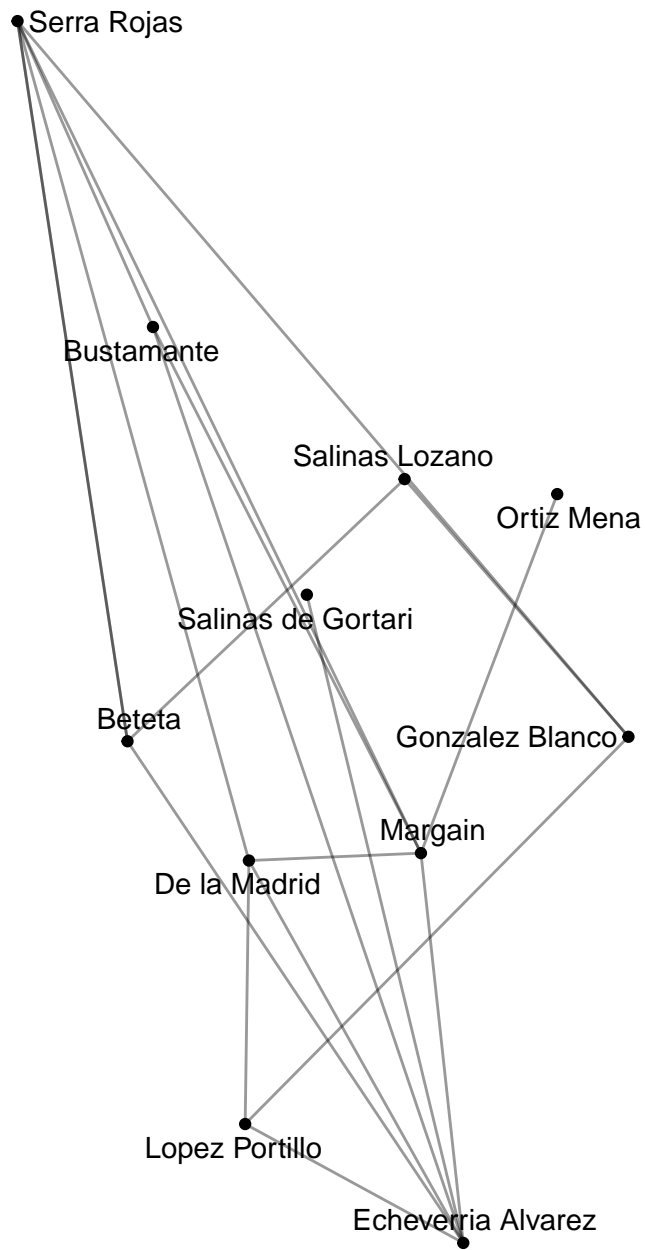 Serra Rojas
Bustamante
Salinas Lozano
Ortiz Mena
Salinas de Gortari
Beteta
Gonzalez Blanco
Margain
De la Madrid
Lopez Portillo
Echeverria Alvarez